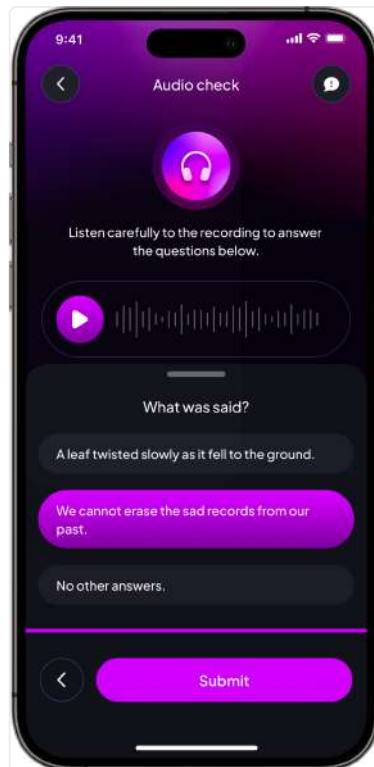 9:41
Audio check
Listen carefully to the recording to answer
the questions below.
What was said?
A leaf twisted slowly as it fell to the ground.
We cannot erase the sad records from our
past.
No other answers.
Submit